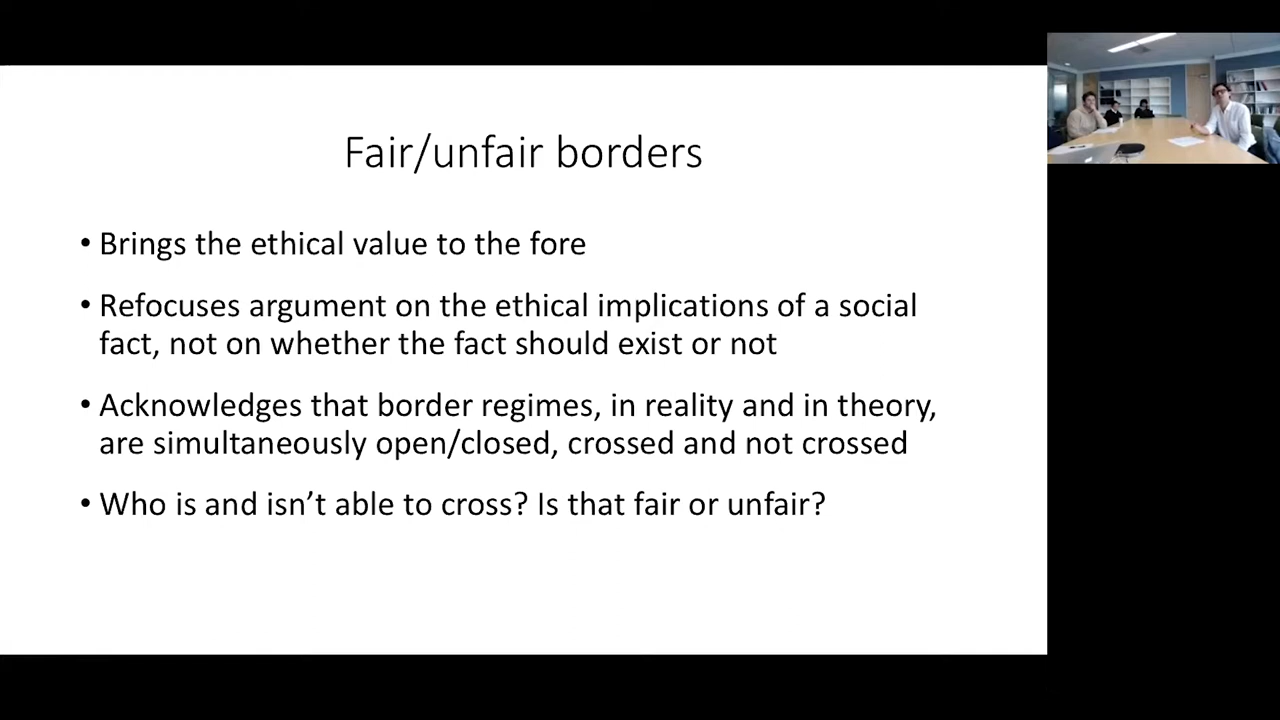 Fair/unfair borders
• Brings the ethical value to the fore
• Refocuses argument on the ethical implications of a social
fact, not on whether the fact should exist or not
• Acknowledges that border regimes, in reality and in theory,
are simultaneously open/closed, crossed and not crossed
• Who is and isn’t able to cross? Is that fair or unfair?